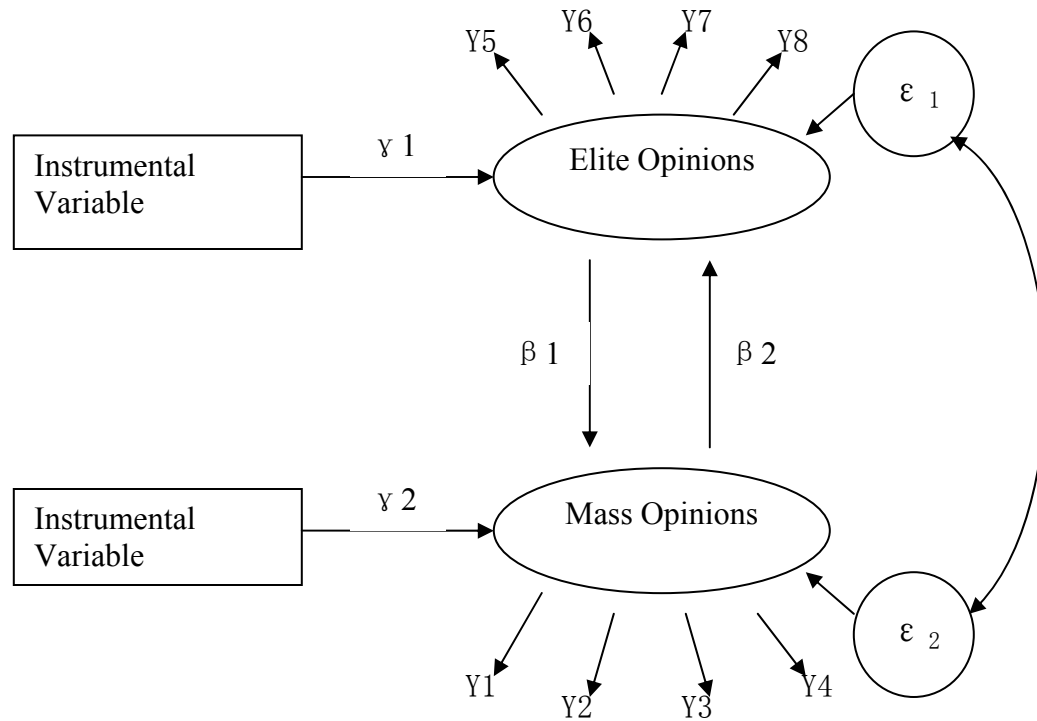 Y5
Y6
Y7
Y8
ε 1
Instrumental
Variable
γ 1
Elite Opinions
β 1
β 2
Instrumental
Variable
γ 2
Mass Opinions
ε 2
Y1
Y2
Y3
Y4